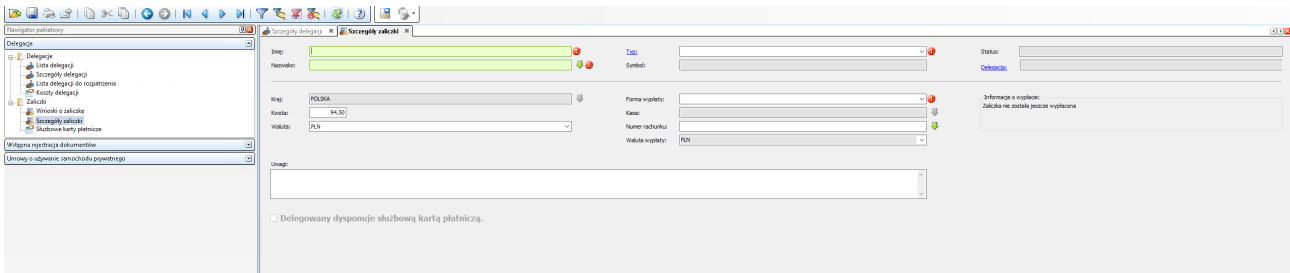 Nawigator pakietowy
Szczegóły delegacji
Szczegóły zaliczki
Delegacje
Delegacje
Lista delegacji
Szczegóły delegacji
Lista delegacji do rozpatrzenia
Koszty delegacji
Zaliczki
Wnioski o zaliczkę
Szczegóły zaliczki
Służbowe karty płatnicze
Wstępna rejestracja dokumentów
Umowy o używanie samochodu prywatnego
Imię:
Typ:
Status:
Nazwisko:
Symbol:
Delegacja:
Kraj: POLSKA
Forma wypłaty:
Informacje o wypłacie:
Zaliczka nie została jeszcze wypłacona
Kwota: 94,50
Kasa:
Waluta: PLN
Numer rachunku:
Waluta wypłaty: PLN
Uwagi:
Delegowany dysponuje służbową kartą płatniczą.